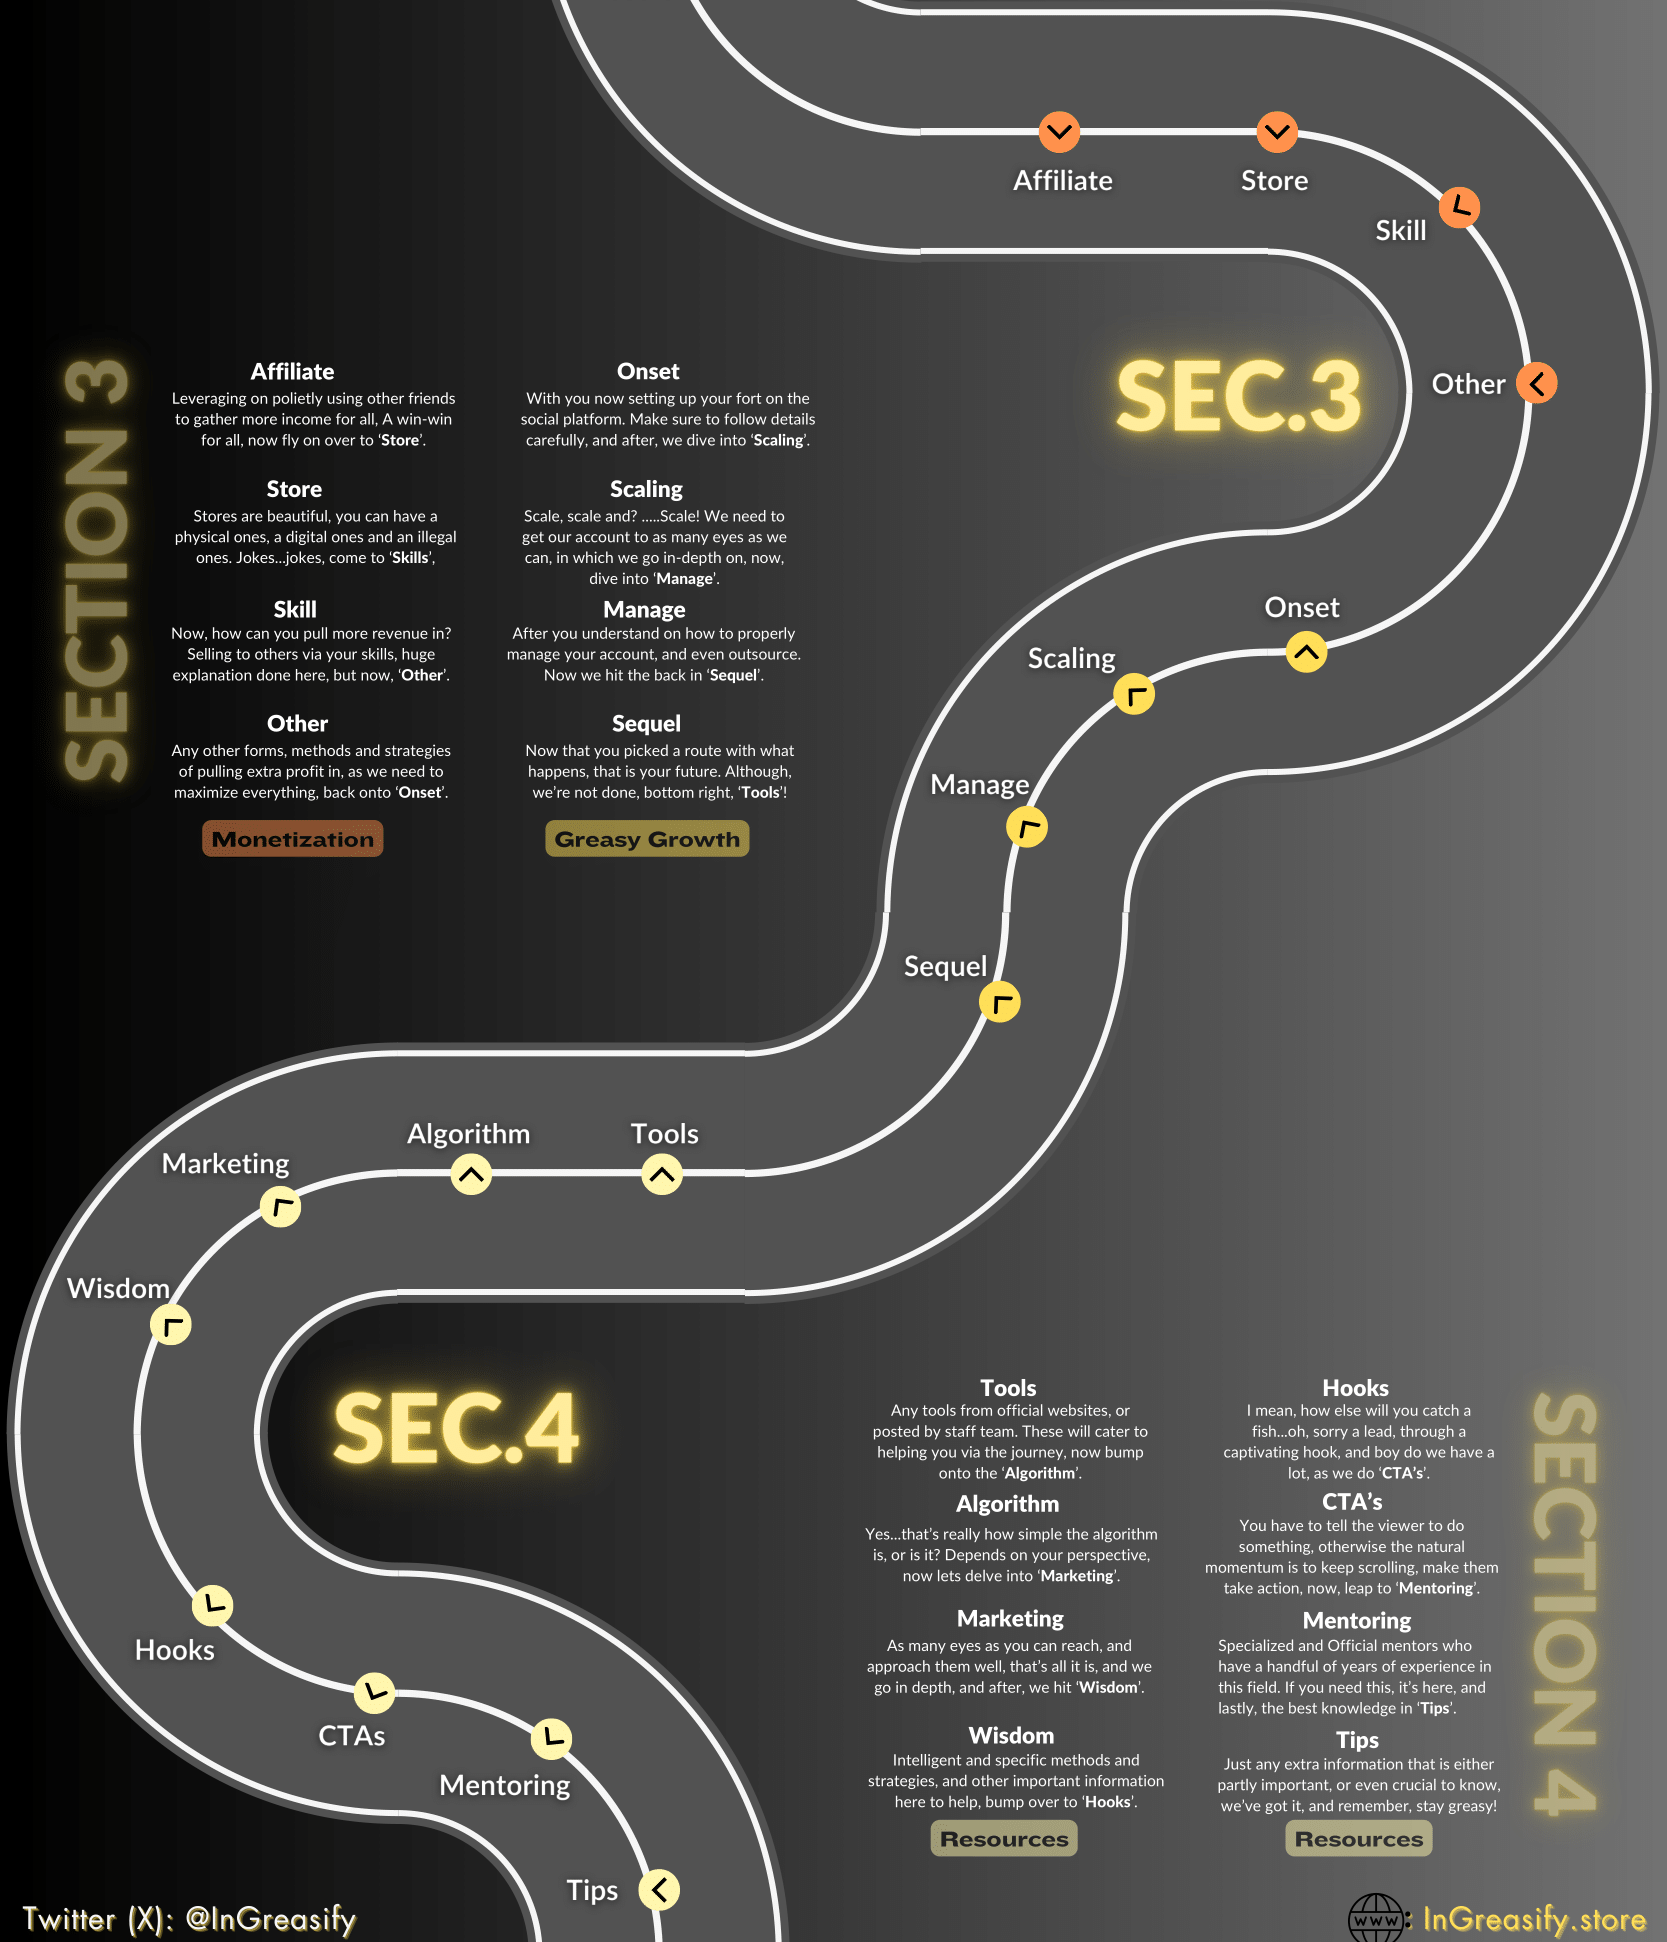 Affiliate
Store
Skill
Other
SEC.3
SECTION 3
Affiliate
Leveraging on polietly using other friends
to gather more income for all, A win-win
for all, now fly on over to ‘Store’.
Store
Stores are beautiful, you can have a
physical ones, a digital ones and an illegal
ones. Jokes...jokes, come to ‘Skills’,
Skill
Now, how can you pull more revenue in?
Selling to others via your skills, huge
explanation done here, but now, ‘Other’.
Other
Any other forms, methods and strategies
of pulling extra profit in, as we need to
maximize everything, back onto ‘Onset’.
Monetization
Onset
With you now setting up your fort on the
social platform. Make sure to follow details
carefully, and after, we dive into ‘Scaling’.
Scaling
Scale, scale and? .....Scale! We need to
get our account to as many eyes as we
can, in which we go in-depth on, now,
dive into ‘Manage’.
Manage
After you understand on how to properly
manage your account, and even outsource.
Now we hit the back in ‘Sequel’.
Sequel
Now that you picked a route with what
happens, that is your future. Although,
we’re not done, bottom right, ‘Tools’!
Greasy Growth
Onset
Scaling
Manage
Sequel
Tools
Algorithm
Marketing
Wisdom
SEC.4
Hooks
CTAs
Mentoring
Tips
Tools
Any tools from official websites, or
posted by staff team. These will cater to
helping you via the journey, now bump
onto the ‘Algorithm’.
Algorithm
Yes...that’s really how simple the algorithm
is, or is it? Depends on your perspective,
now lets delve into ‘Marketing’.
Marketing
As many eyes as you can reach, and
approach them well, that’s all it is, and we
go in depth, and after, we hit ‘Wisdom’.
Wisdom
Intelligent and specific methods and
strategies, and other important information
here to help, bump over to ‘Hooks’.
Resources
Hooks
I mean, how else will you catch a
fish...oh, sorry a lead, through a
captivating hook, and boy do we have a
lot, as we do ‘CTA’s’.
CTA’s
You have to tell the viewer to do
something, otherwise the natural
momentum is to keep scrolling, make them
take action, now, leap to ‘Mentoring’.
Mentoring
Specialized and Official mentors who
have a handful of years of experience in
this field. If you need this, it’s here, and
lastly, the best knowledge in ‘Tips’.
Tips
Just any extra information that is either
partly important, or even crucial to know,
we’ve got it, and remember, stay greasy!
Resources
SECTION 4
Twitter (X): @InGreasify
www: InGreasify.store